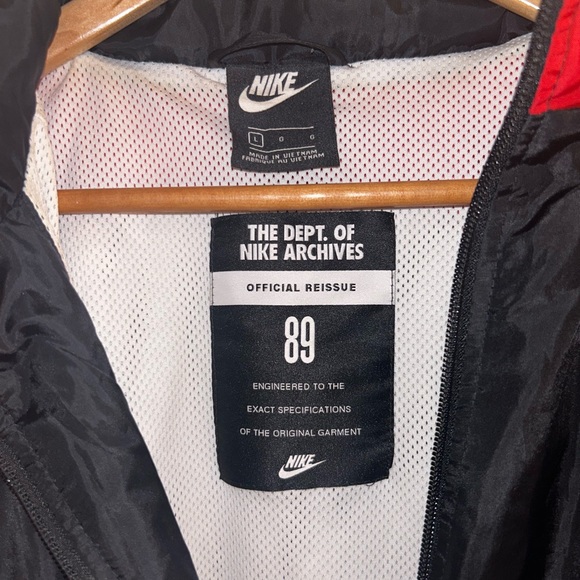 NIKE
L G G
MADE IN VIETNAM
FABRIQUÉ AU VIETNAM
THE DEPT. OF
NIKE ARCHIVES
OFFICIAL REISSUE
89
ENGINEERED TO THE
EXACT SPECIFICATIONS
OF THE ORIGINAL GARMENT
NIKE